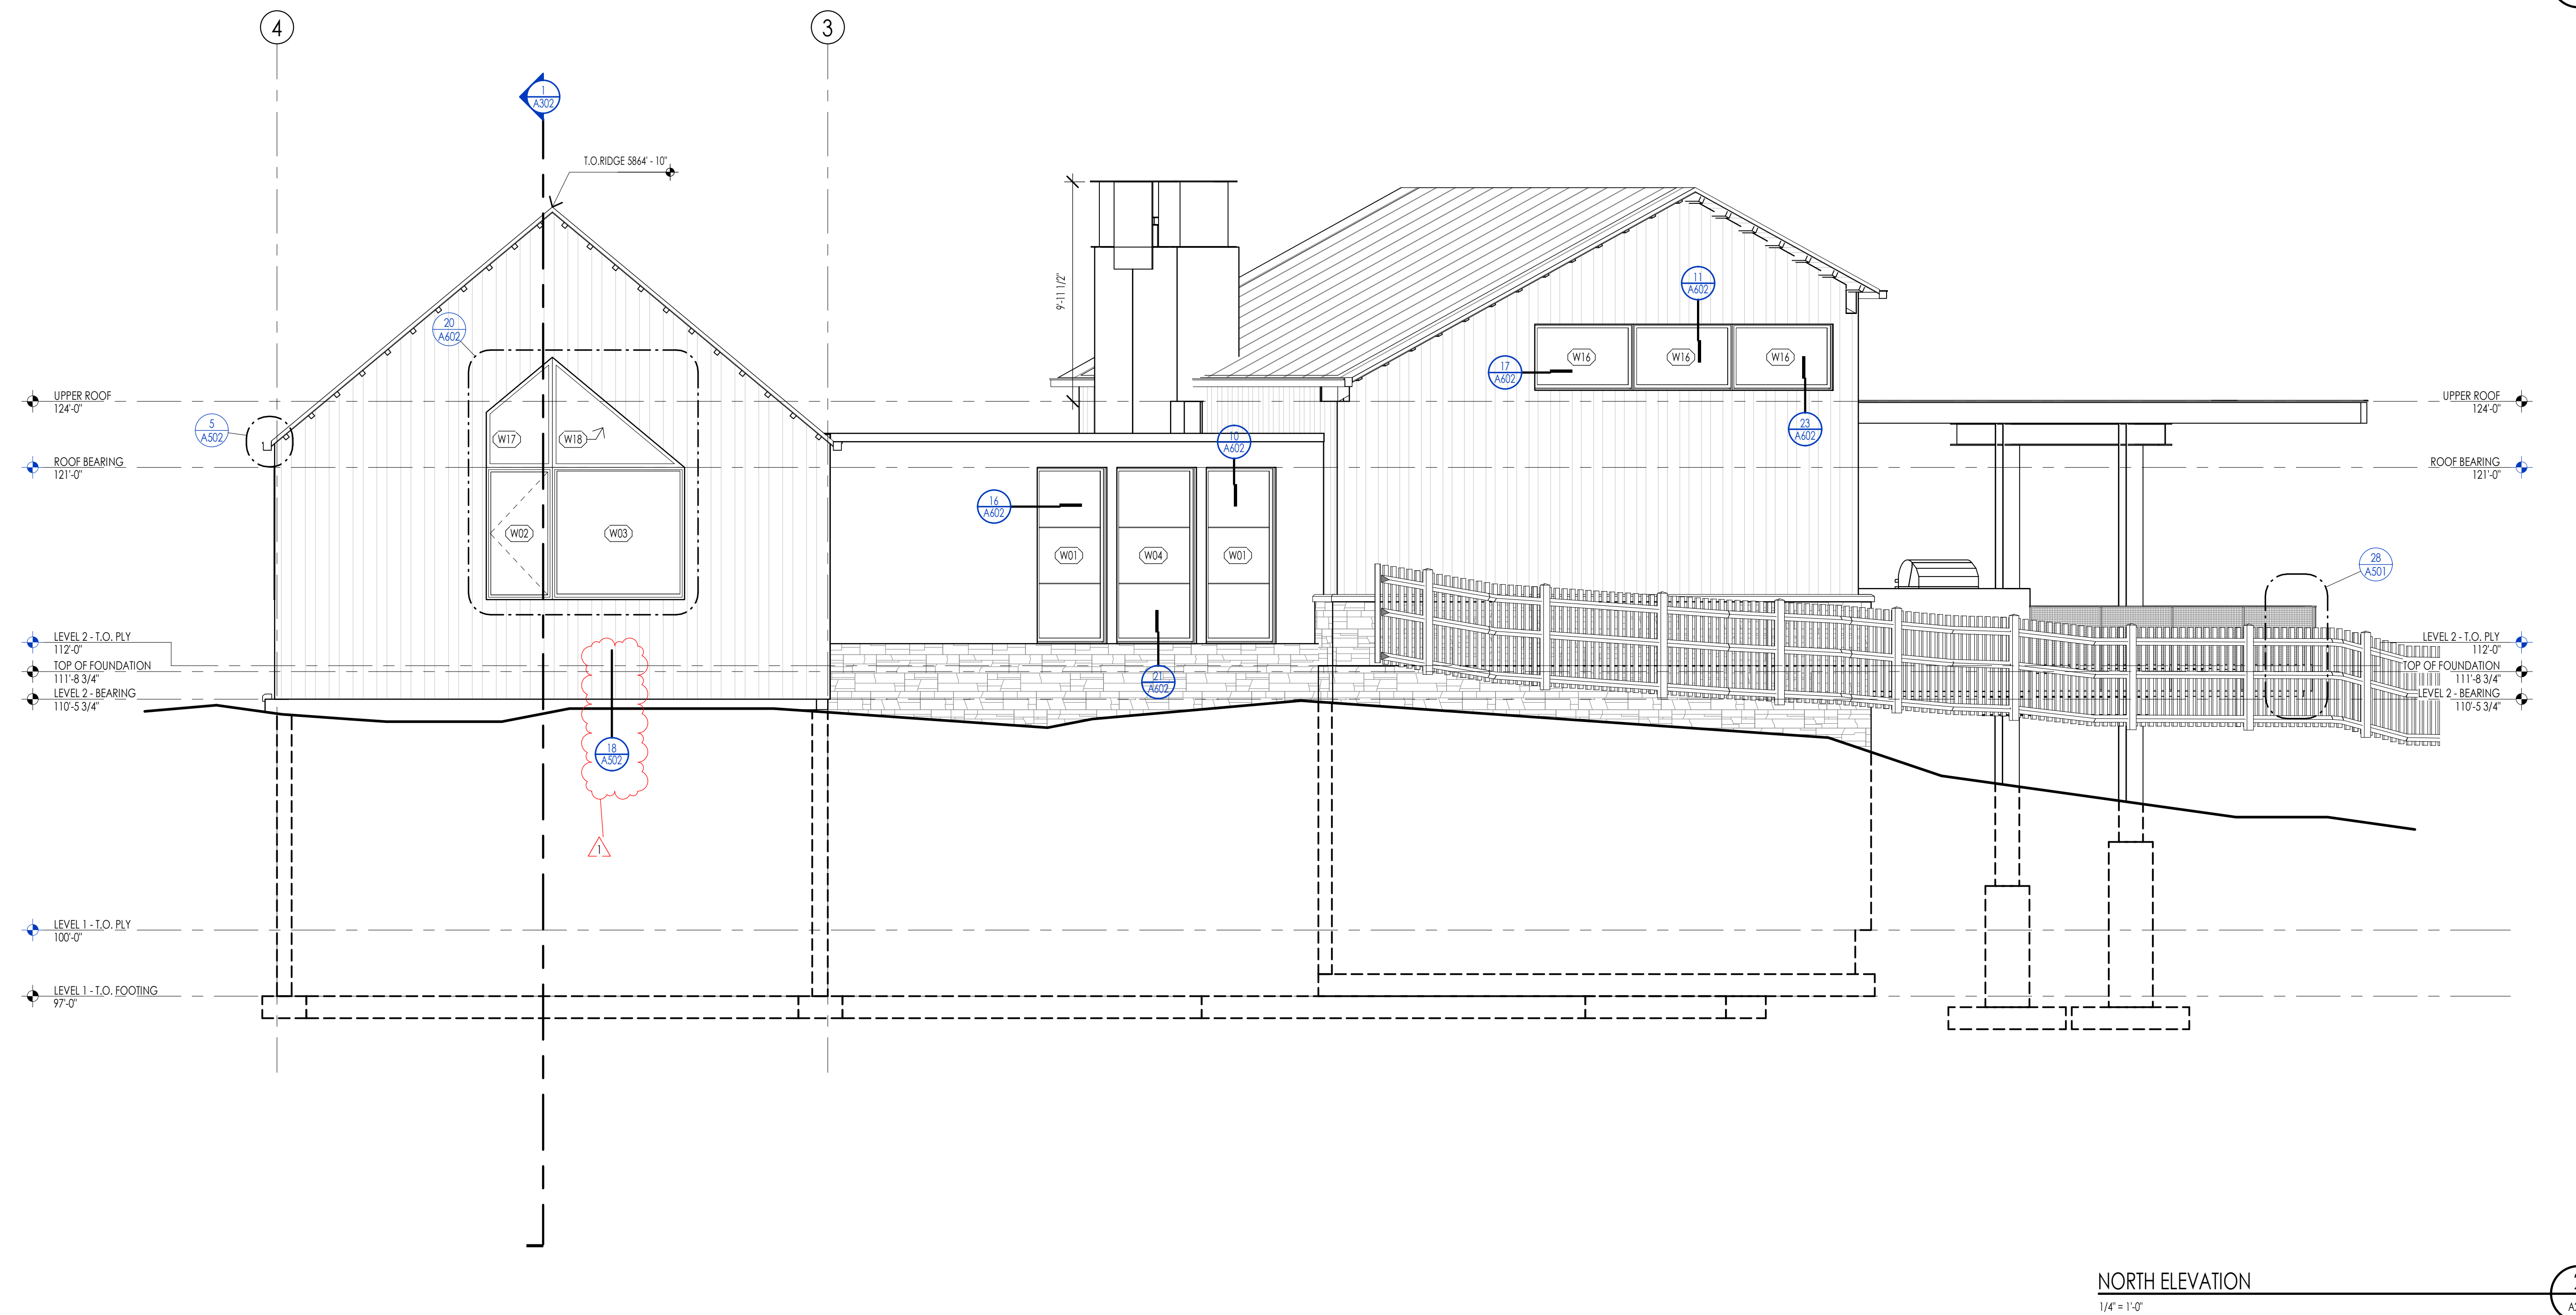 4
3
1
A302
T.O.RIDGE 5864' - 10"
9'-11 1/2"
11
A602
20
A602
W16
W16
W16
17
A602
UPPER ROOF
124'-0"
UPPER ROOF
124'-0"
5
A502
23
A602
W17
W18
10
A602
ROOF BEARING
121'-0"
ROOF BEARING
121'-0"
16
A602
W02
W03
W01
W04
W01
28
A501
LEVEL 2 - T.O. PLY
112'-0"
LEVEL 2 - T.O. PLY
112'-0"
TOP OF FOUNDATION
111'-8 3/4"
TOP OF FOUNDATION
111'-8 3/4"
21
A602
LEVEL 2 - BEARING
110'-5 3/4"
LEVEL 2 - BEARING
110'-5 3/4"
18
A502
1
LEVEL 1 - T.O. PLY
100'-0"
LEVEL 1 - T.O. FOOTING
97'-0"
NORTH ELEVATION
1/4" = 1'-0"